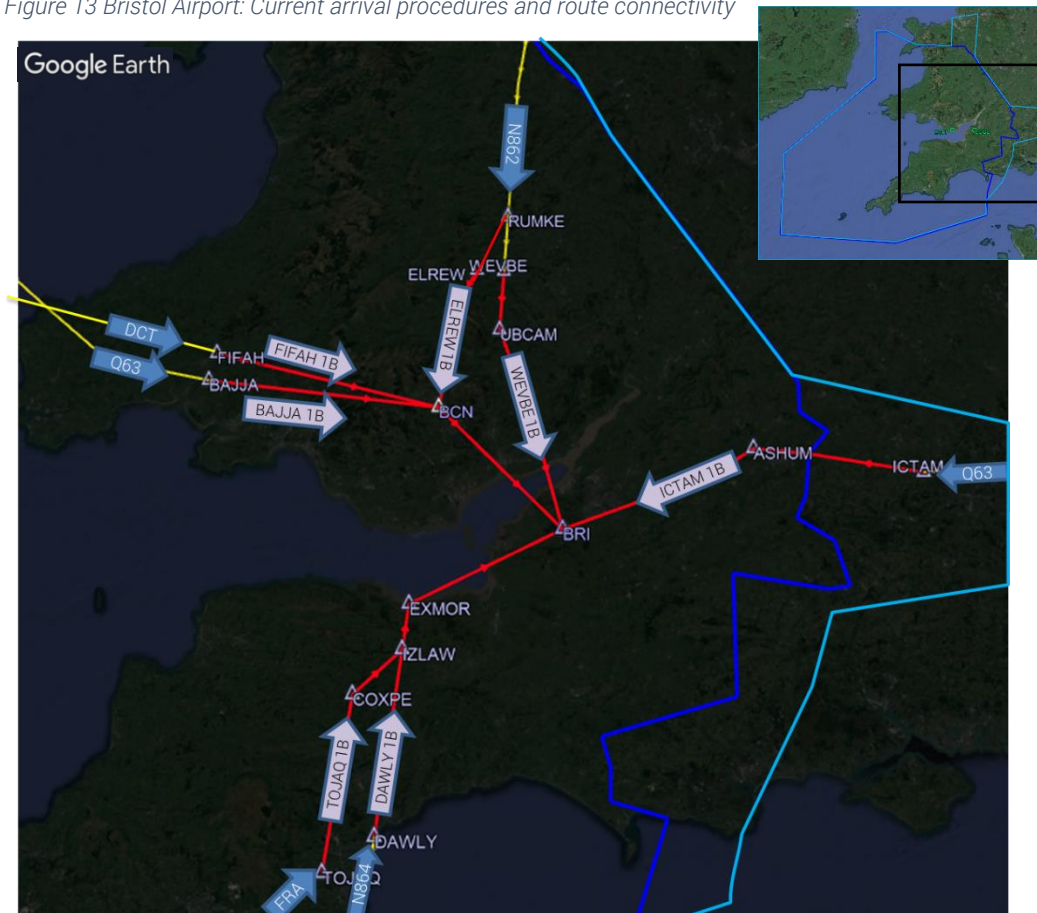 Figure 13 Bristol Airport: Current arrival procedures and route connectivity
Google Earth
N862
RUMKE
WEVBE
ELREW
ELREW 1B
UBCAM
DCT
FIFAH
FIFAH 1B
Q63
BAJJA
BAJJA 1B
WEVBE 1B
BCN
ASHUM
ICTAM
Q63
ICTAM 1B
BRI
EXMOR
IZLAW
COXPE
TOJAQ 1B
DAWLY 1B
DAWLY
TOJAQ
FRA
N864